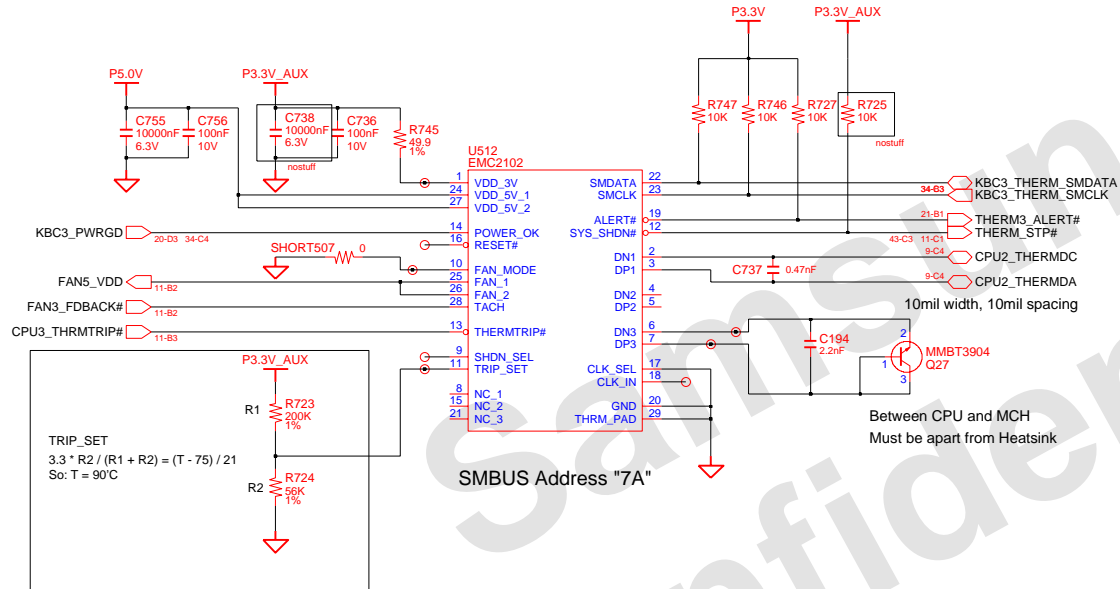 P3.3V
P3.3V_AUX
P5.0V
P3.3V_AUX
C755
10000nF
6.3V
C756
100nF
10V
C738
10000nF
6.3V
nostuff
C736
100nF
10V
R745
49.9
1%
R747
10K
R746
10K
R727
10K
R725
10K
nostuff
U512
EMC2102
1 VDD_3V
24 VDD_5V_1
27 VDD_5V_2
14 POWER_OK
16 RESET#
10 FAN_MODE
25 FAN_1
26 FAN_2
28 TACH
13 THERMTRIP#
9 SHDN_SEL
11 TRIP_SET
8 NC_1
15 NC_2
21 NC_3
SMDATA 22
SMCLK 23
ALERT# 19
SYS_SHDN# 12
DN1 2
DP1 3
DN2 4
DP2 5
DN3 6
DP3 7
CLK_SEL 17
CLK_IN 18
GND 20
THRM_PAD 29
KBC3_PWRGD
20-D3 34-C4
SHORT507 0
FAN5_VDD
11-B2
FAN3_FDBACK#
11-B2
CPU3_THRMTRIP#
11-B3
KBC3_THERM_SMDATA
34-B3
KBC3_THERM_SMCLK
21-B1
THERM3_ALERT#
43-C3 11-C1
THERM_STP#
9-C4
CPU2_THERMDC
C737 0.47nF
9-C4
CPU2_THERMDA
10mil width, 10mil spacing
C194
2.2nF
2
1
3
MMBT3904
Q27
Between CPU and MCH
Must be apart from Heatsink
P3.3V_AUX
R1
R723
200K
1%
TRIP_SET
3.3 * R2 / (R1 + R2) = (T - 75) / 21
So: T = 90'C
R2
R724
56K
1%
SMBUS Address "7A"